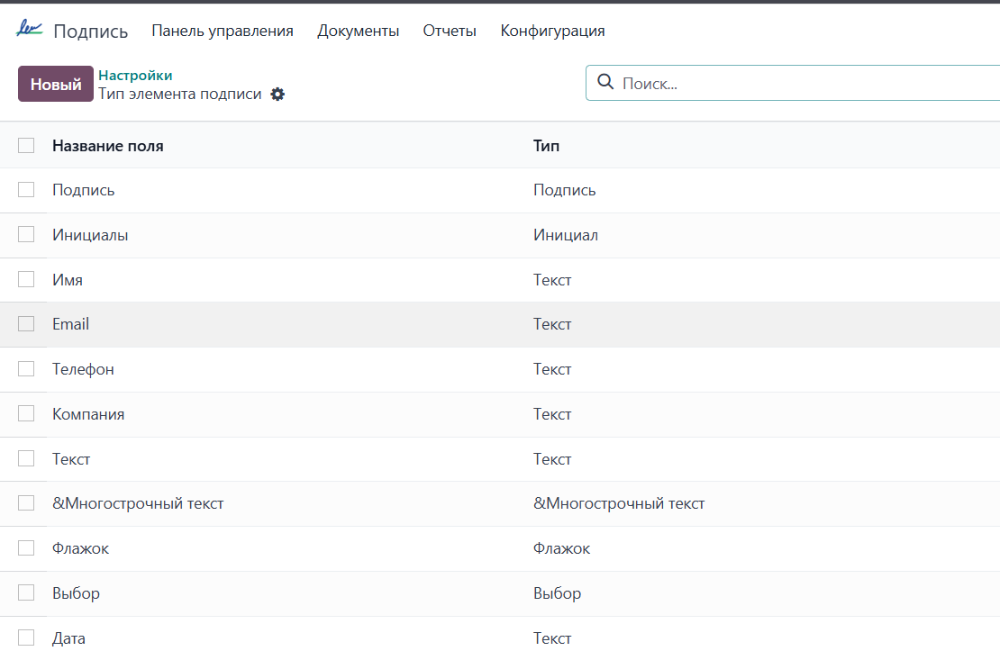 Подпись Панель управления Документы Отчеты Конфигурация
Новый
Настройки
Тип элемента подписи
Поиск...
Название поля Тип
Подпись Подпись
Инициалы Инициал
Имя Текст
Email Текст
Телефон Текст
Компания Текст
Текст Текст
&Многострочный текст &Многострочный текст
Флажок Флажок
Выбор Выбор
Дата Текст